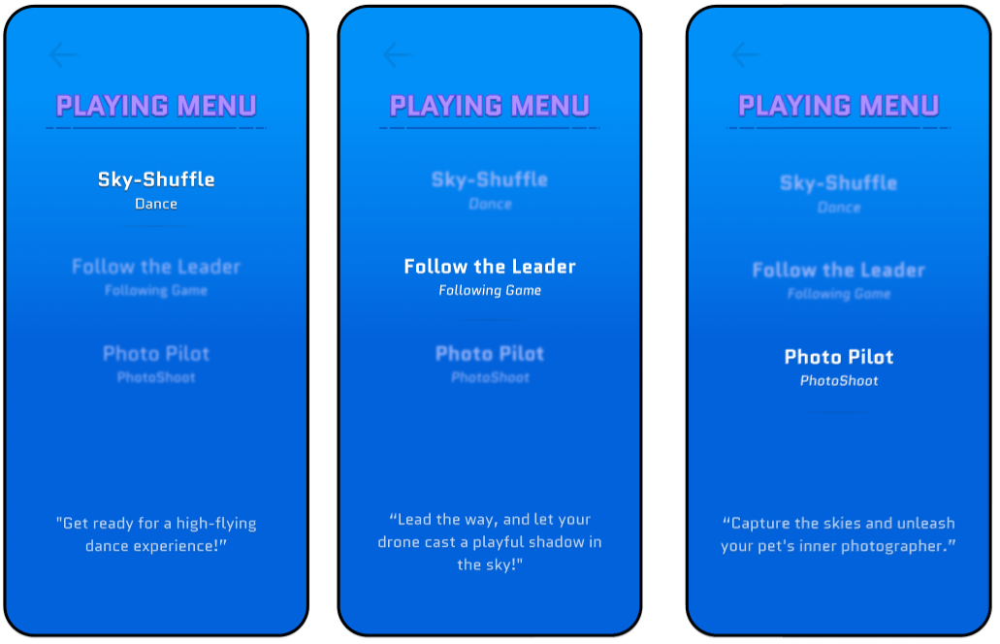 PLAYING MENU
Sky-Shuffle
Dance
Follow the Leader
Following Game
Photo Pilot
PhotoShoot
"Get ready for a high-flying
dance experience!”
PLAYING MENU
Sky-Shuffle
Dance
Follow the Leader
Following Game
Photo Pilot
PhotoShoot
“Lead the way, and let your
drone cast a playful shadow in
the sky!"
PLAYING MENU
Sky-Shuffle
Dance
Follow the Leader
Following Game
Photo Pilot
PhotoShoot
“Capture the skies and unleash
your pet's inner photographer.”